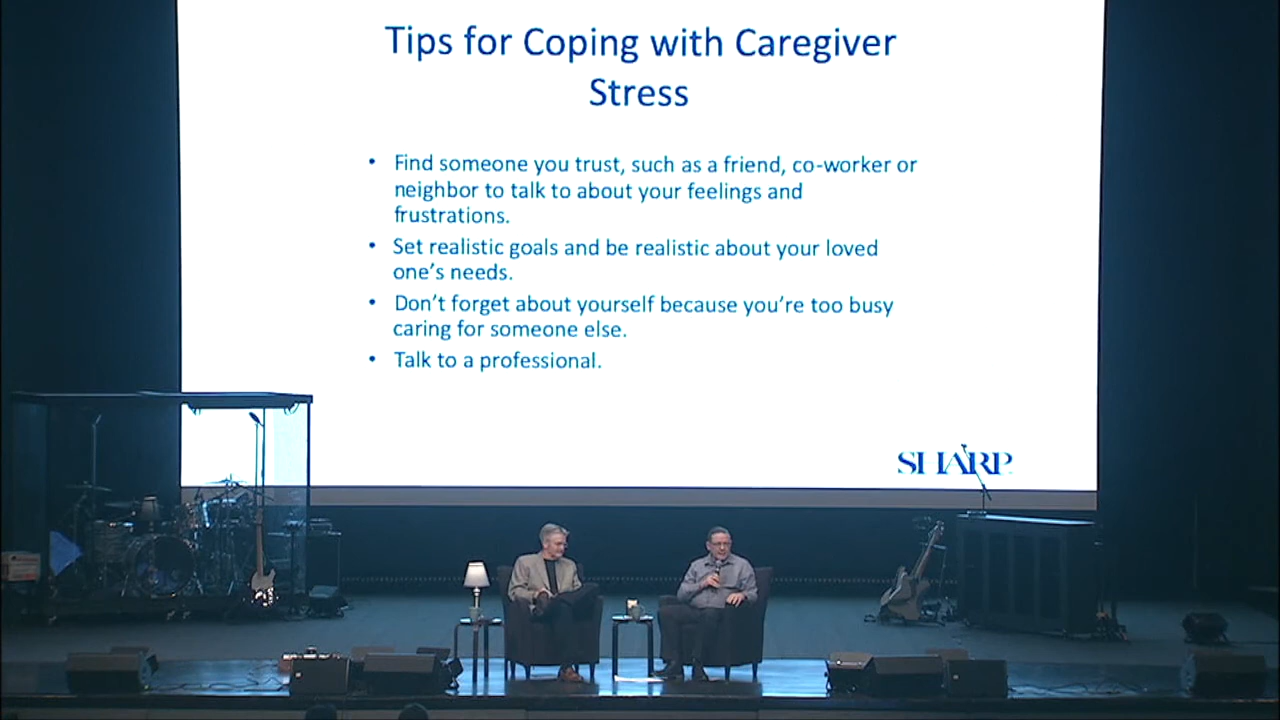 Tips for Coping with Caregiver
Stress
• Find someone you trust, such as a friend, co-worker or
neighbor to talk to about your feelings and
frustrations.
• Set realistic goals and be realistic about your loved
one's needs.
• Don't forget about yourself because you're too busy
caring for someone else.
• Talk to a professional.
SHARP